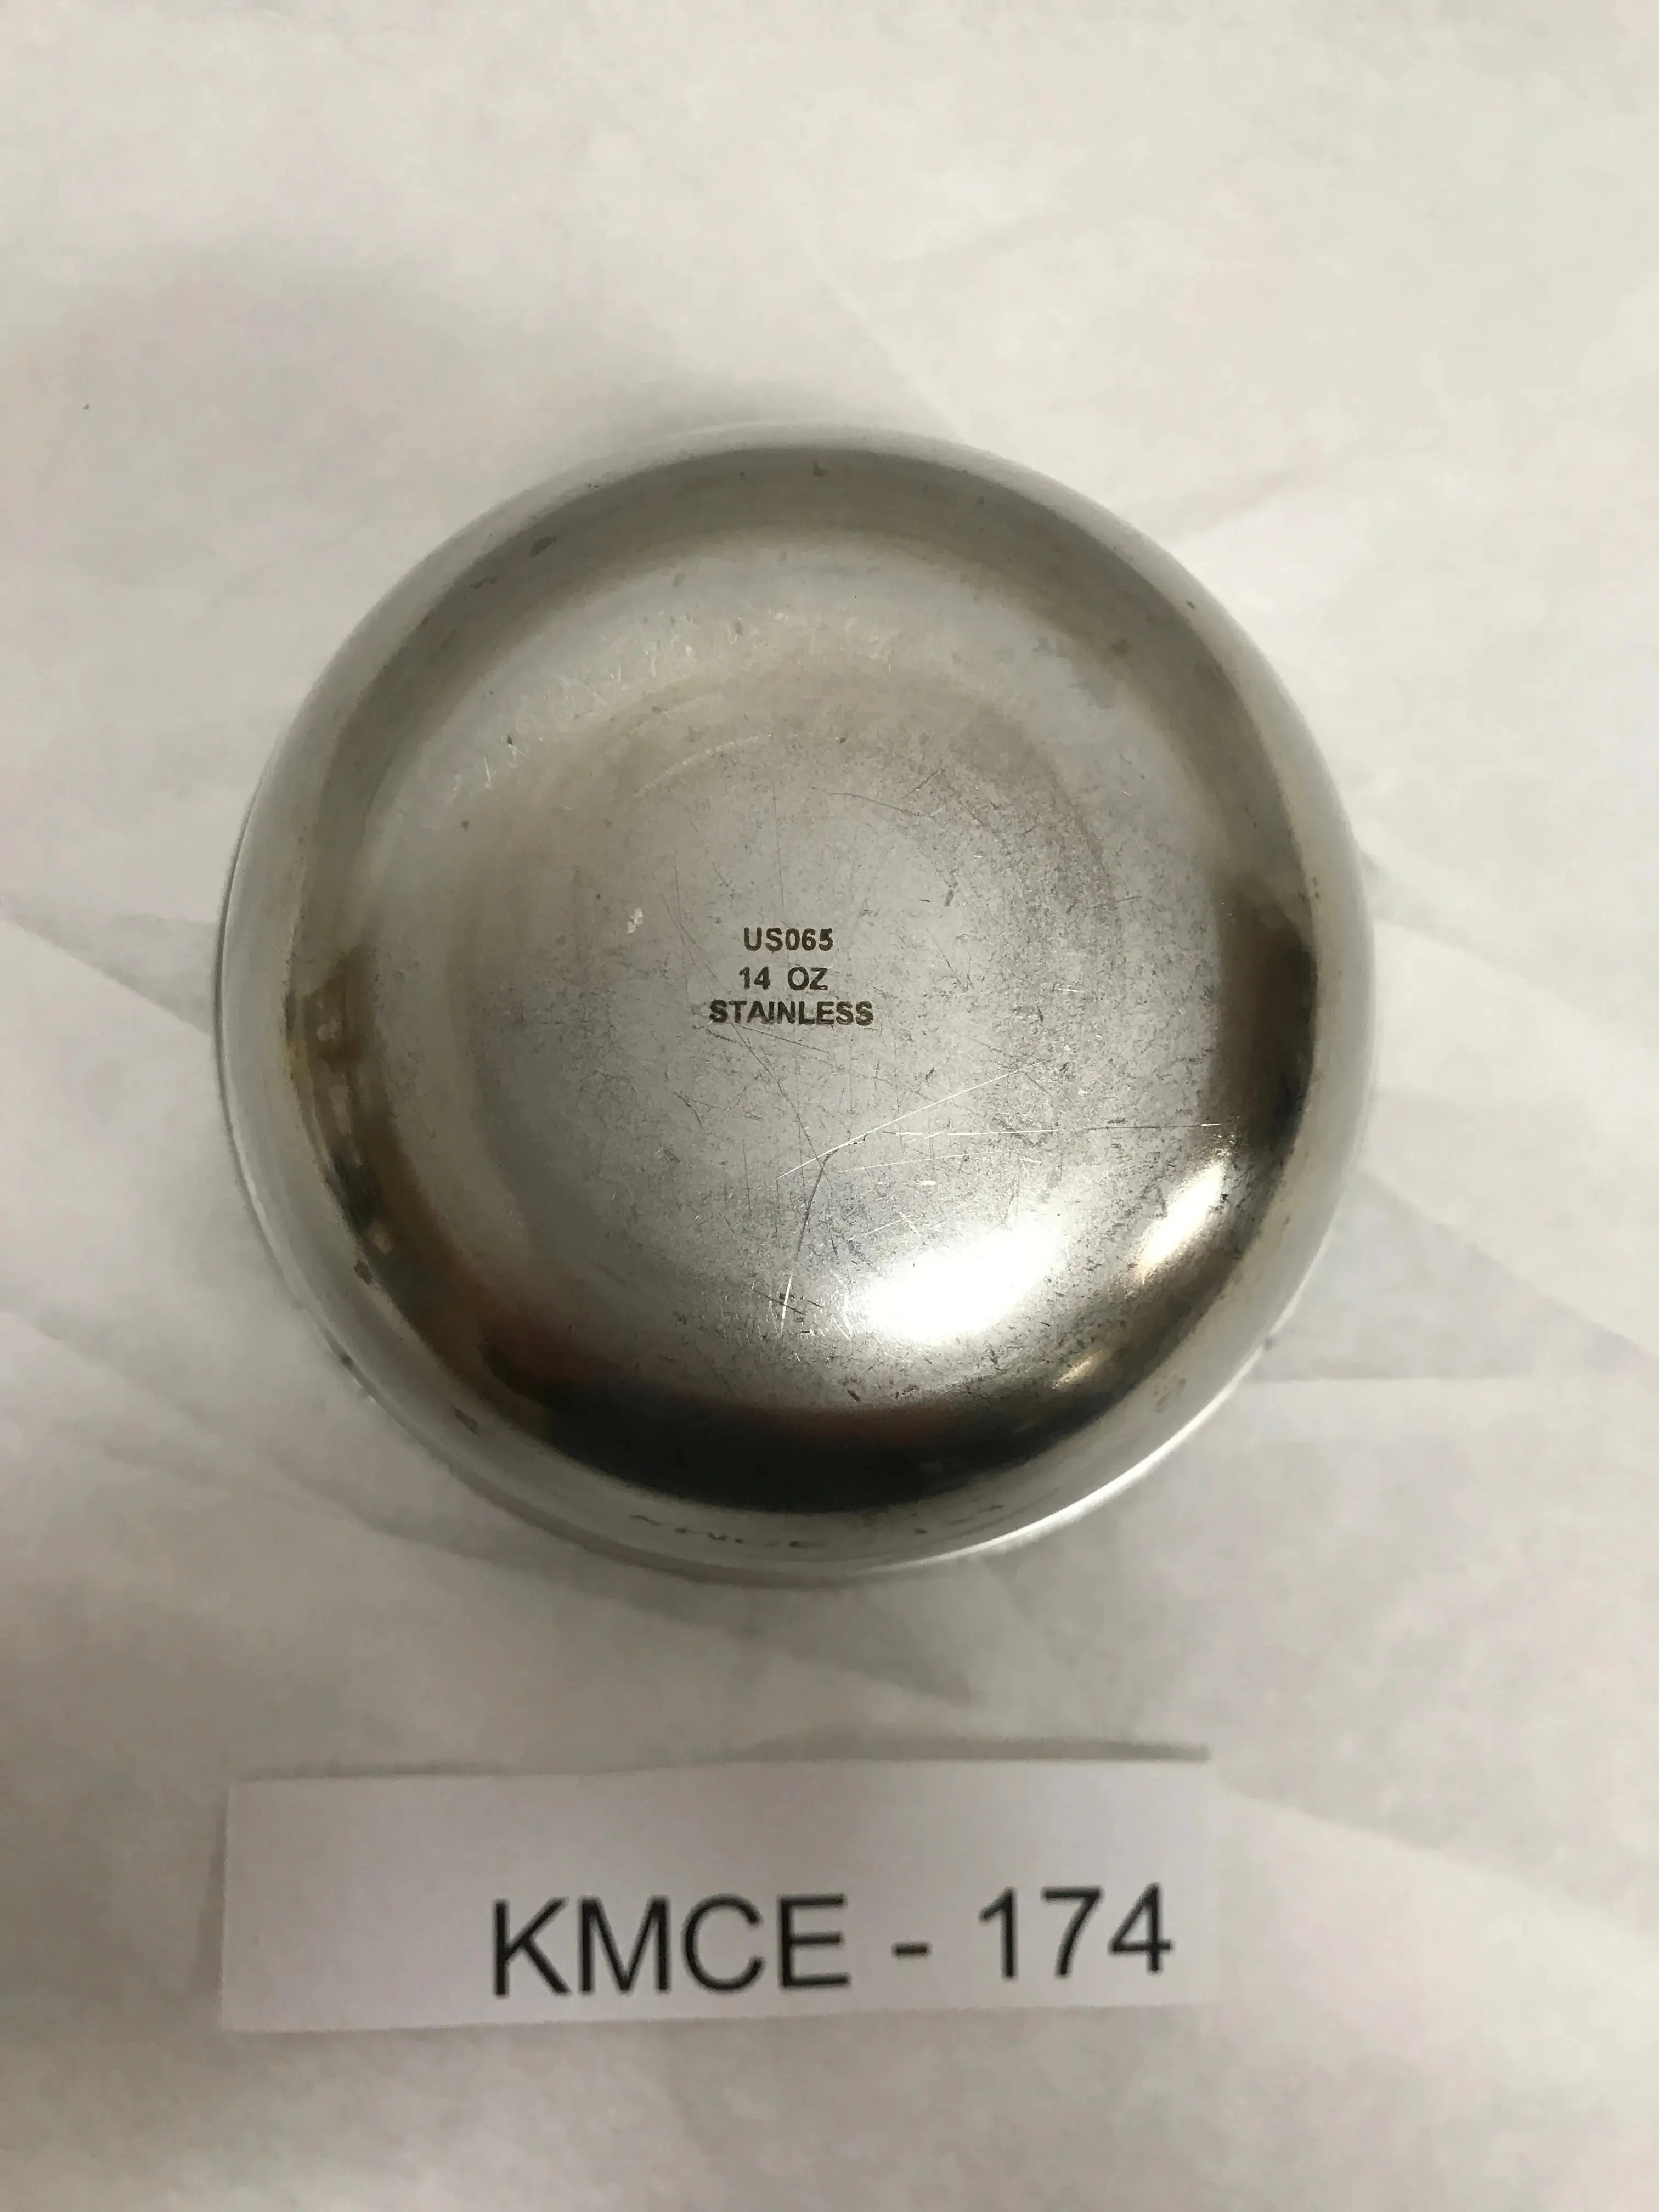 US065
14 OZ
STAINLESS
KMCE - 174